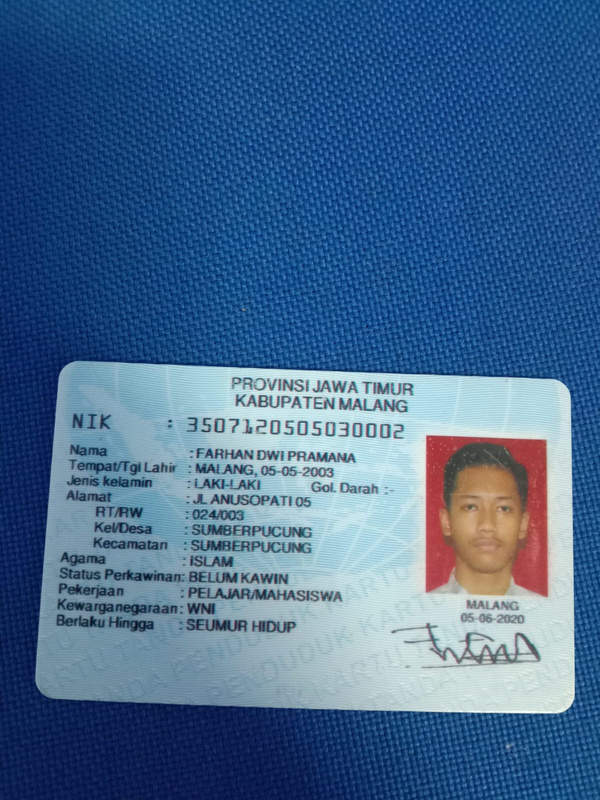 PROVINSI JAWA TIMUR
KABUPATEN MALANG
NIK : 3507120505030002
Nama : FARHAN DWI PRAMANA
Tempat/Tgl Lahir : MALANG, 05-05-2003
Jenis kelamin : LAKI-LAKI Gol. Darah :-
Alamat : JL ANUSOPATI 05
RT/RW : 024/003
Kel/Desa : SUMBERPUCUNG
Kecamatan : SUMBERPUCUNG
Agama : ISLAM
Status Perkawinan: BELUM KAWIN
Pekerjaan : PELAJAR/MAHASISWA
Kewarganegaraan: WNI
Berlaku Hingga : SEUMUR HIDUP
MALANG
05-06-2020